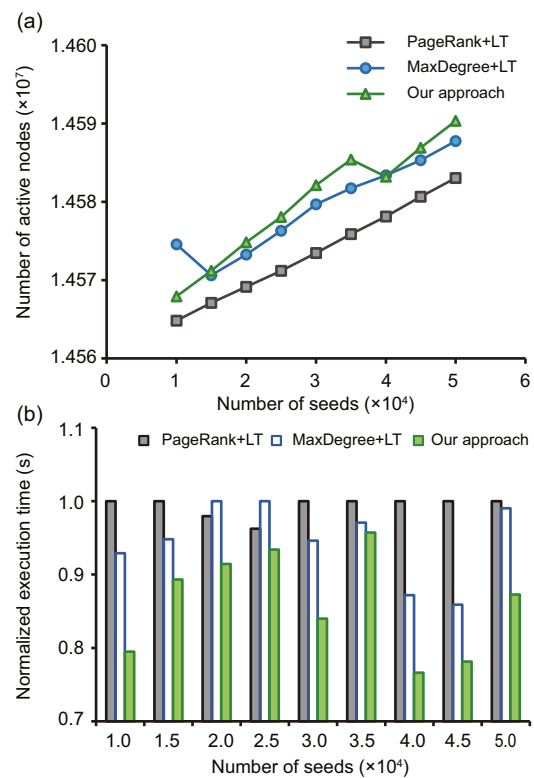 (a)
PageRank+LT
MaxDegree+LT
Our approach
Number of active nodes (×10⁷)
1.460
1.459
1.458
1.457
1.456
0 1 2 3 4 5 6
Number of seeds (×10⁴)
(b)
PageRank+LT MaxDegree+LT Our approach
Normalized execution time (s)
1.1
1.0
0.9
0.8
0.7
1.0 1.5 2.0 2.5 3.0 3.5 4.0 4.5 5.0
Number of seeds (×10⁴)